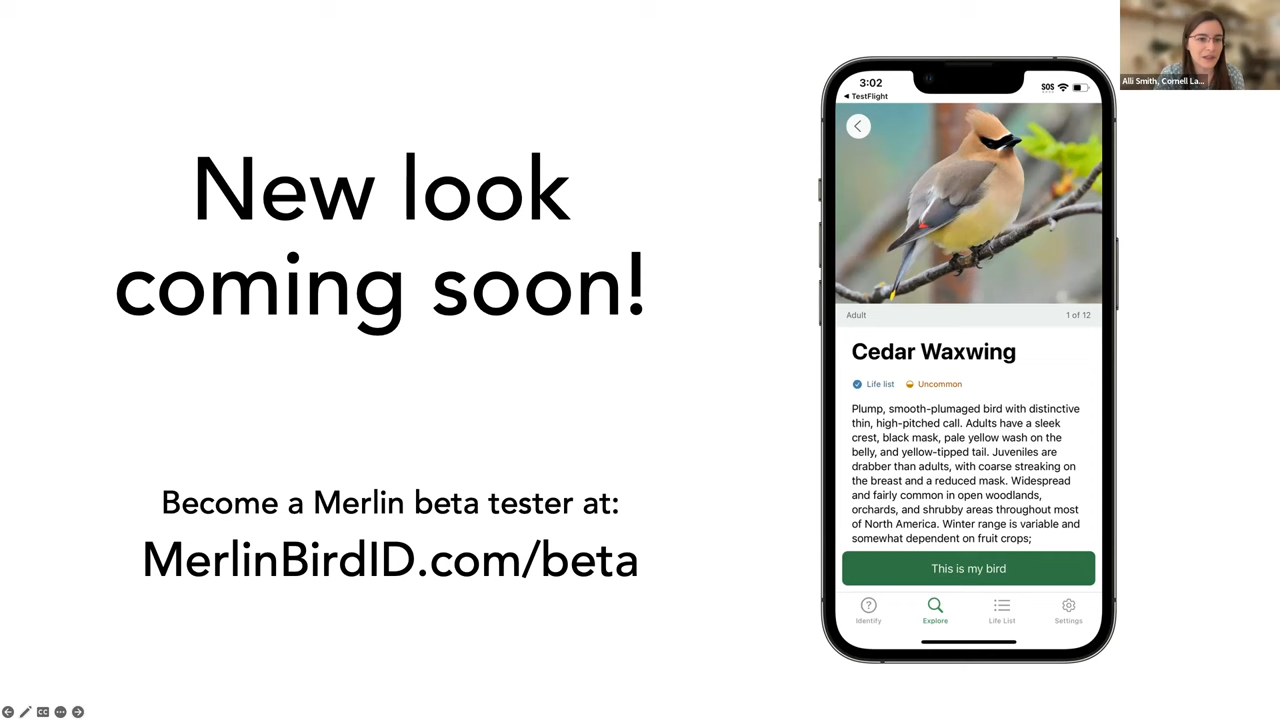 New look
coming soon!
Become a Merlin beta tester at:
MerlinBirdID.com/beta
3:02
SOS
TestFlight
Adult
1 of 12
Cedar Waxwing
Life list
Uncommon
Plump, smooth-plumaged bird with distinctive
thin, high-pitched call. Adults have a sleek
crest, black mask, pale yellow wash on the
belly, and yellow-tipped tail. Juveniles are
drabber than adults, with coarse streaking on
the breast and a reduced mask. Widespread
and fairly common in open woodlands,
orchards, and shrubby areas throughout most
of North America. Winter range is variable and
somewhat dependent on fruit crops;
This is my bird
Identify
Explore
Life List
Settings
Alli Smith, Cornell La...
CC